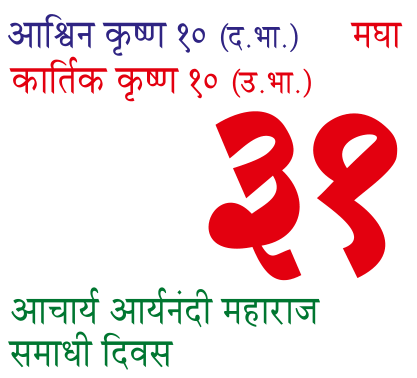 आश्विन कृष्ण १० (द.भा.) मघा
कार्तिक कृष्ण १० (उ.भा.)
३१
आचार्य आर्यनंदी महाराज
समाधी दिवस